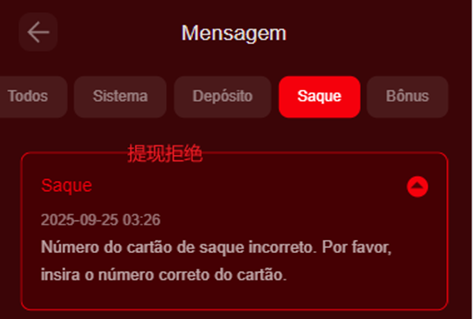 Mensagem
Todos
Sistema
Depósito
Saque
Bônus
提现拒绝
Saque
2025-09-25 03:26
Número do cartão de saque incorreto. Por favor,
insira o número correto do cartão.